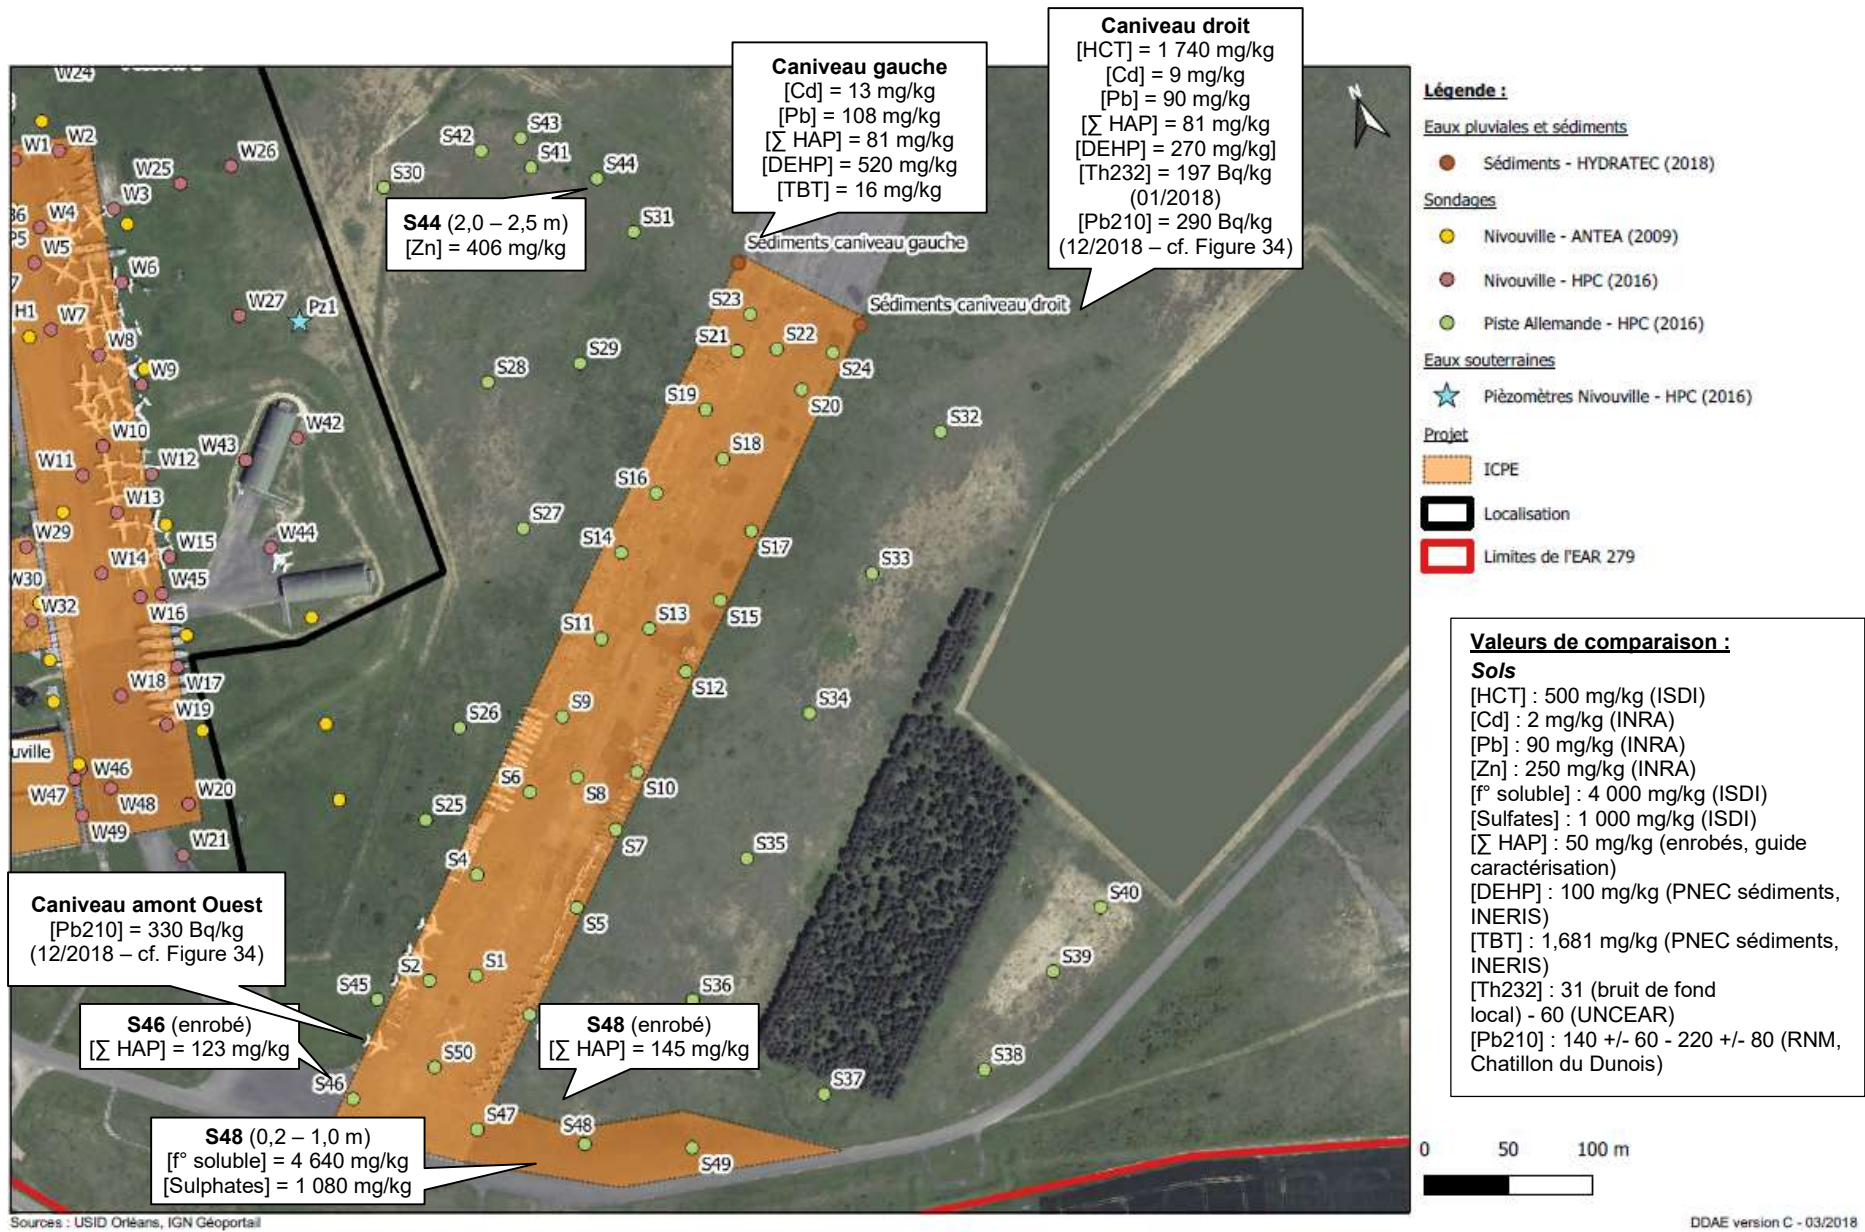 Caniveau droit
[HCT] = 1 740 mg/kg
[Cd] = 9 mg/kg
[Pb] = 90 mg/kg
[∑ HAP] = 81 mg/kg
[DEHP] = 270 mg/kg]
[Th232] = 197 Bq/kg
(01/2018)
[Pb210] = 290 Bq/kg
(12/2018 – cf. Figure 34)
Caniveau gauche
[Cd] = 13 mg/kg
[Pb] = 108 mg/kg
[∑ HAP] = 81 mg/kg
[DEHP] = 520 mg/kg
[TBT] = 16 mg/kg
S44 (2,0 – 2,5 m)
[Zn] = 406 mg/kg
Sédiments caniveau gauche
Sédiments caniveau droit
W24
W1
W2
W25
W26
W3
W4
W5
W6
W27
Pz1
H1
W7
W8
W9
W10
W11
W12
W13
W42
W43
W44
W29
W14
W15
W45
W30
W32
W16
W18
W17
W19
uville
W46
W47
W48
W20
W49
W21
S42
S43
S41
S44
S30
S31
S23
S21
S22
S24
S28
S29
S19
S20
S32
S18
S16
S27
S14
S17
S33
S11
S13
S15
S12
S34
S9
S26
S6
S8
S10
S25
S7
S35
S4
S40
S5
S39
S2
S1
S45
S36
S50
S38
S46
S37
S47
S48
S49
Caniveau amont Ouest
[Pb210] = 330 Bq/kg
(12/2018 – cf. Figure 34)
S46 (enrobé)
[∑ HAP] = 123 mg/kg
S48 (enrobé)
[∑ HAP] = 145 mg/kg
S48 (0,2 – 1,0 m)
[f° soluble] = 4 640 mg/kg
[Sulphates] = 1 080 mg/kg
N
Légende :
Eaux pluviales et sédiments
Sédiments - HYDRATEC (2018)
Sondages
Nivouville - ANTEA (2009)
Nivouville - HPC (2016)
Piste Allemande - HPC (2016)
Eaux souterraines
Pièzomètres Nivouville - HPC (2016)
Projet
ICPE
Localisation
Limites de l'EAR 279
Valeurs de comparaison :
Sols
[HCT] : 500 mg/kg (ISDI)
[Cd] : 2 mg/kg (INRA)
[Pb] : 90 mg/kg (INRA)
[Zn] : 250 mg/kg (INRA)
[f° soluble] : 4 000 mg/kg (ISDI)
[Sulfates] : 1 000 mg/kg (ISDI)
[∑ HAP] : 50 mg/kg (enrobés, guide
caractérisation)
[DEHP] : 100 mg/kg (PNEC sédiments,
INERIS)
[TBT] : 1,681 mg/kg (PNEC sédiments,
INERIS)
[Th232] : 31 (bruit de fond
local) - 60 (UNCEAR)
[Pb210] : 140 +/- 60 - 220 +/- 80 (RNM,
Chatillon du Dunois)
0 50 100 m
Sources : USID Orléans, IGN Géoportail
DDAE version C - 03/2018